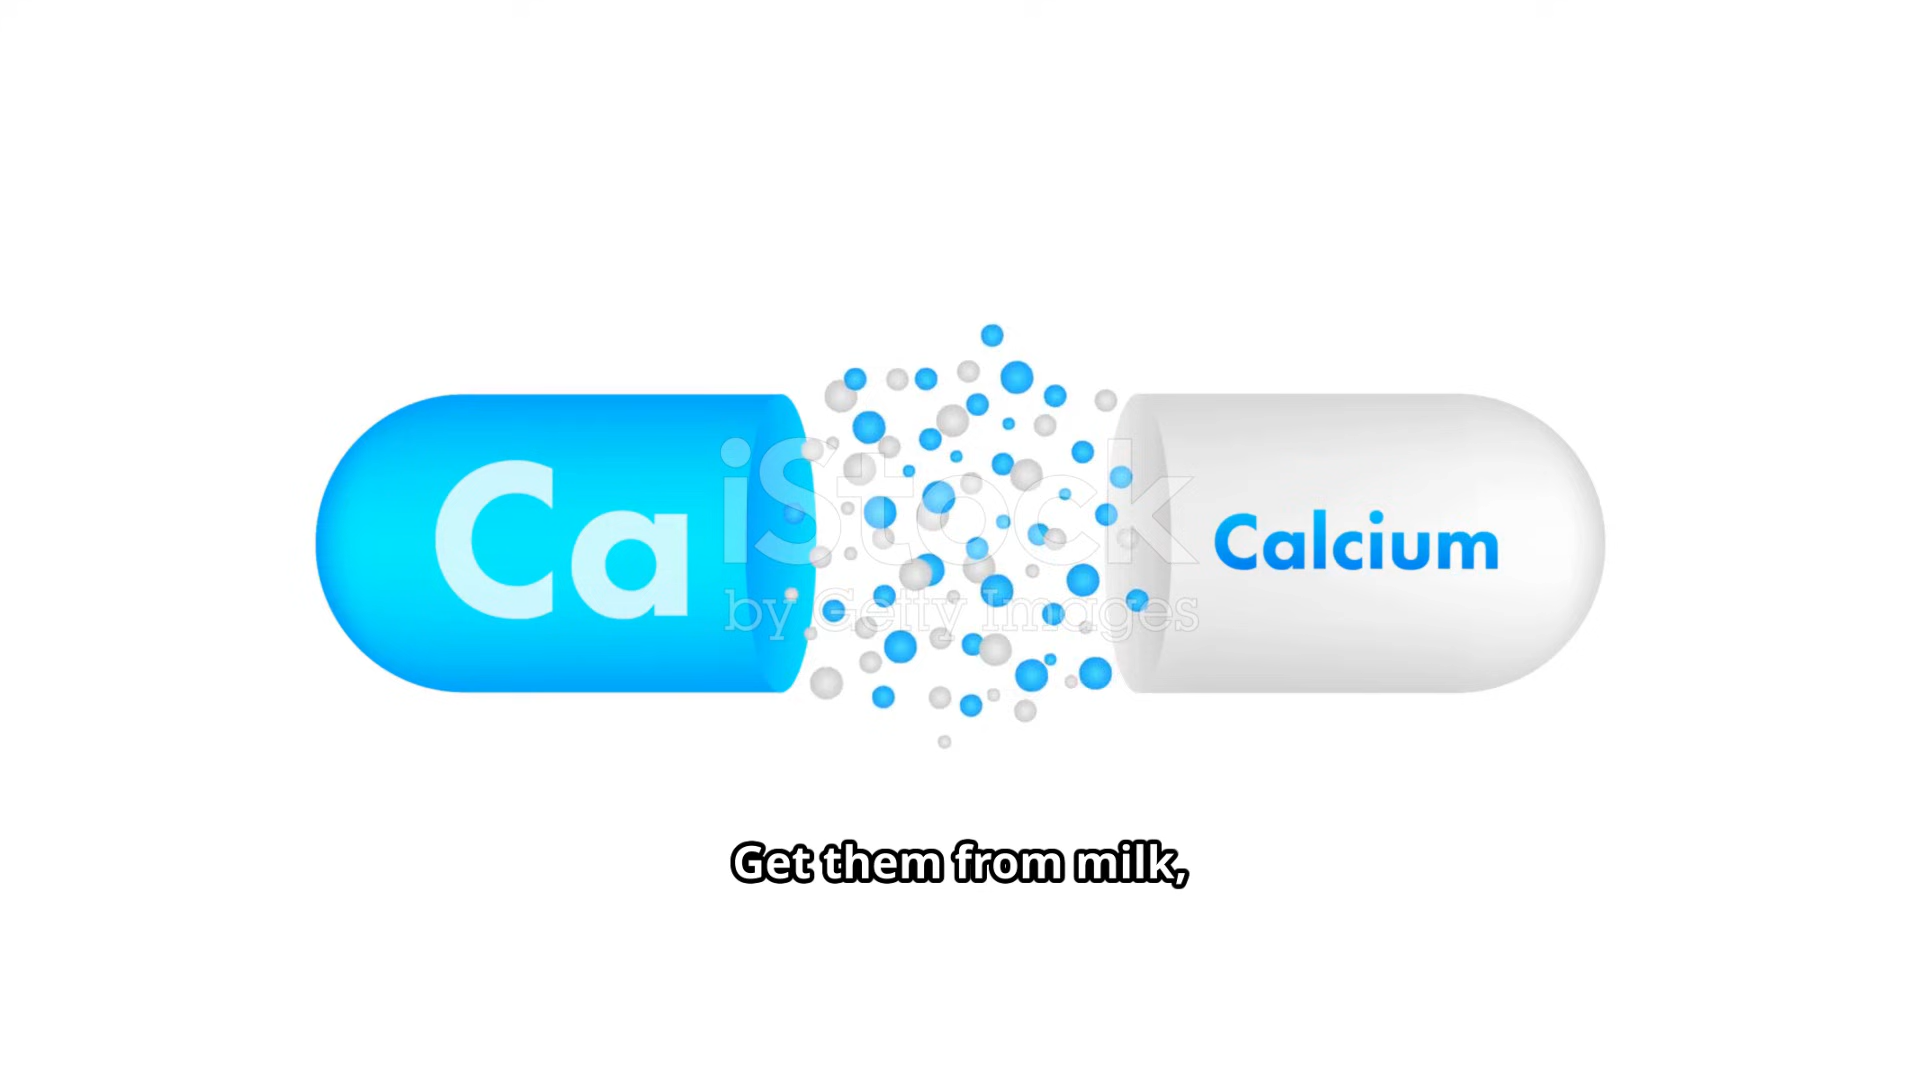 Ca
Calcium
iStock
by Getty Images
Get them from milk,